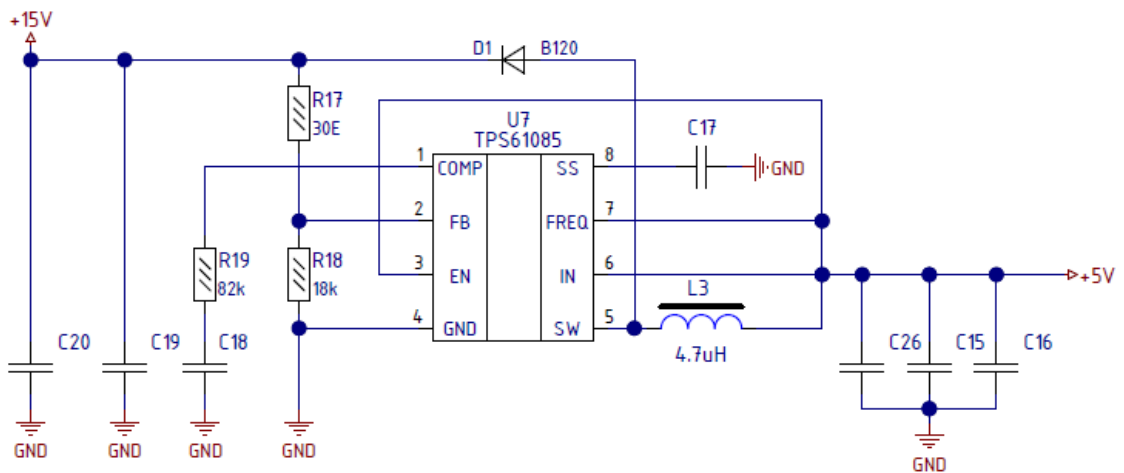 +15V
D1
B120
R17
30E
U7
TPS61085
C17
1
COMP
SS
8
GND
2
FB
FREQ
7
R19
82k
R18
18k
3
EN
IN
6
+5V
L3
4
GND
SW
5
4.7uH
C20
C19
C18
C26
C15
C16
GND
GND
GND
GND
GND